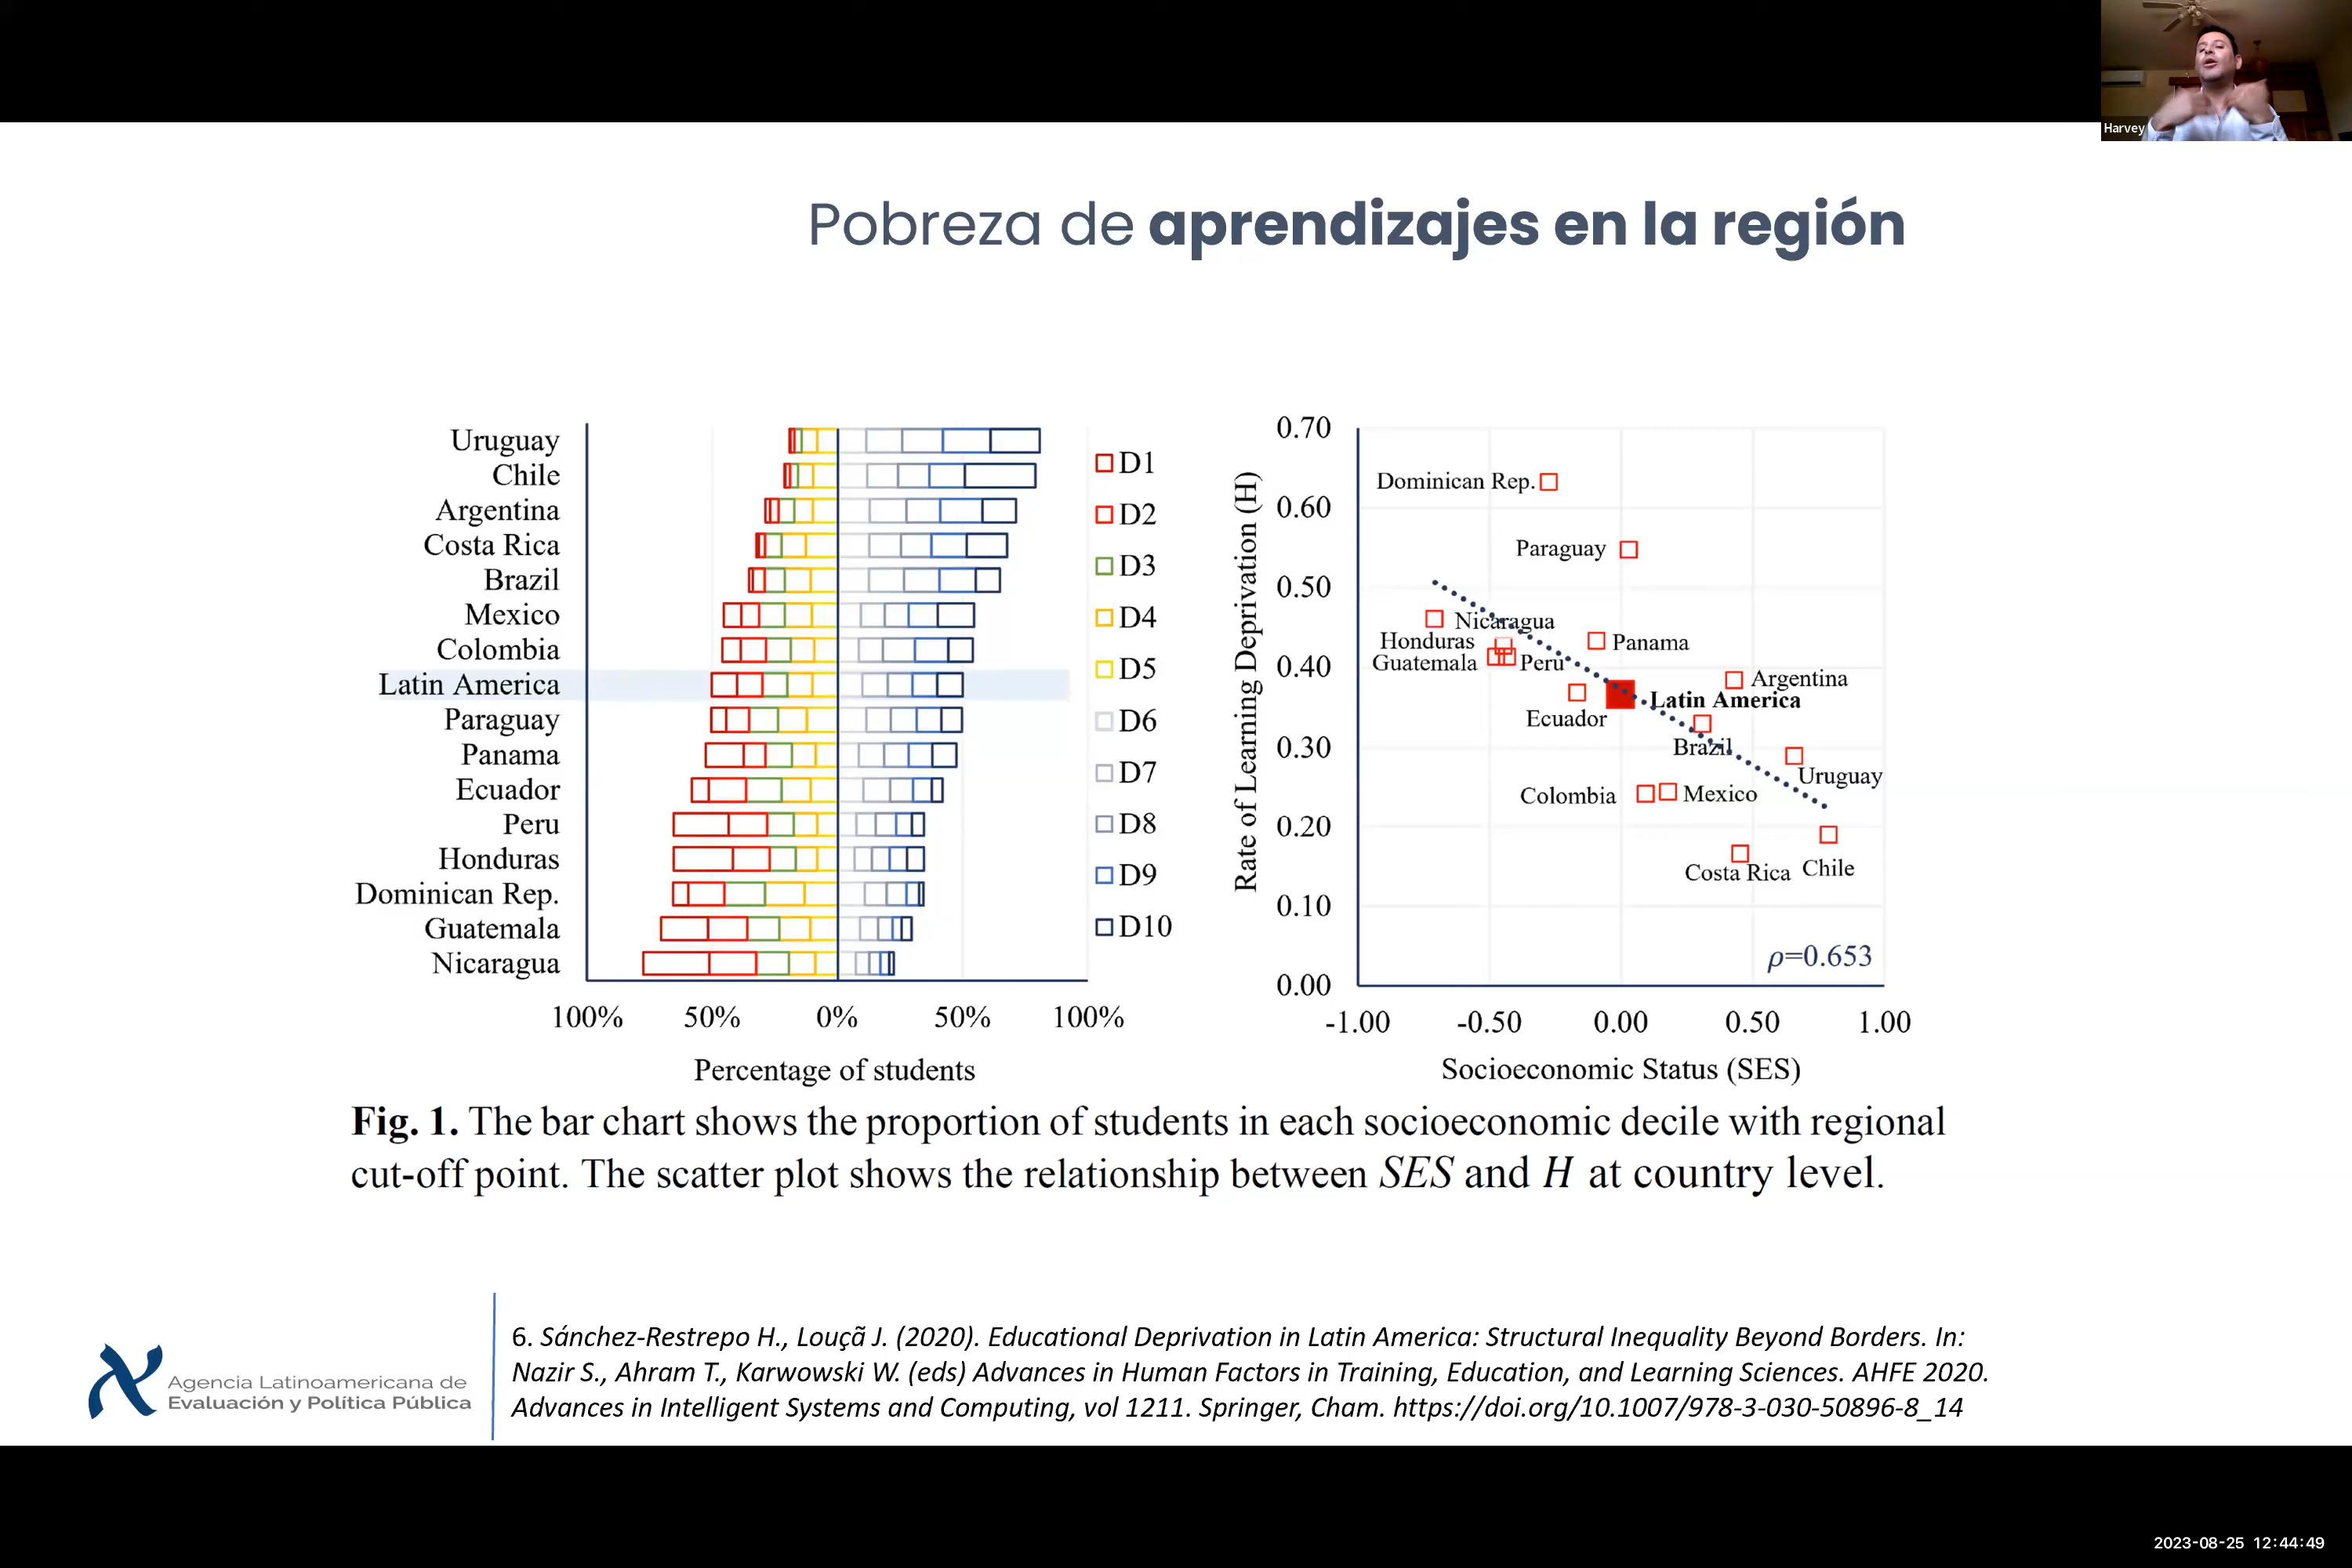 Harvey
Pobreza de aprendizajes en la región
Uruguay
Chile
Argentina
Costa Rica
Brazil
Mexico
Colombia
Latin America
Paraguay
Panama
Ecuador
Peru
Honduras
Dominican Rep.
Guatemala
Nicaragua
100% 50% 0% 50% 100%
Percentage of students
D1
D2
D3
D4
D5
D6
D7
D8
D9
D10
Rate of Learning Deprivation (H)
0.70
0.60
0.50
0.40
0.30
0.20
0.10
0.00
Dominican Rep.
Paraguay
Nicaragua
Honduras
Panama
Guatemala
Peru
Argentina
Latin America
Ecuador
Brazil
Uruguay
Colombia
Mexico
Costa Rica
Chile
ρ=0.653
-1.00 -0.50 0.00 0.50 1.00
Socioeconomic Status (SES)
Fig. 1. The bar chart shows the proportion of students in each socioeconomic decile with regional
cut-off point. The scatter plot shows the relationship between SES and H at country level.
Agencia Latinoamericana de
Evaluación y Política Pública
6. Sánchez-Restrepo H., Louçã J. (2020). Educational Deprivation in Latin America: Structural Inequality Beyond Borders. In:
Nazir S., Ahram T., Karwowski W. (eds) Advances in Human Factors in Training, Education, and Learning Sciences. AHFE 2020.
Advances in Intelligent Systems and Computing, vol 1211. Springer, Cham. https://doi.org/10.1007/978-3-030-50896-8_14
2023-08-25 12:44:49